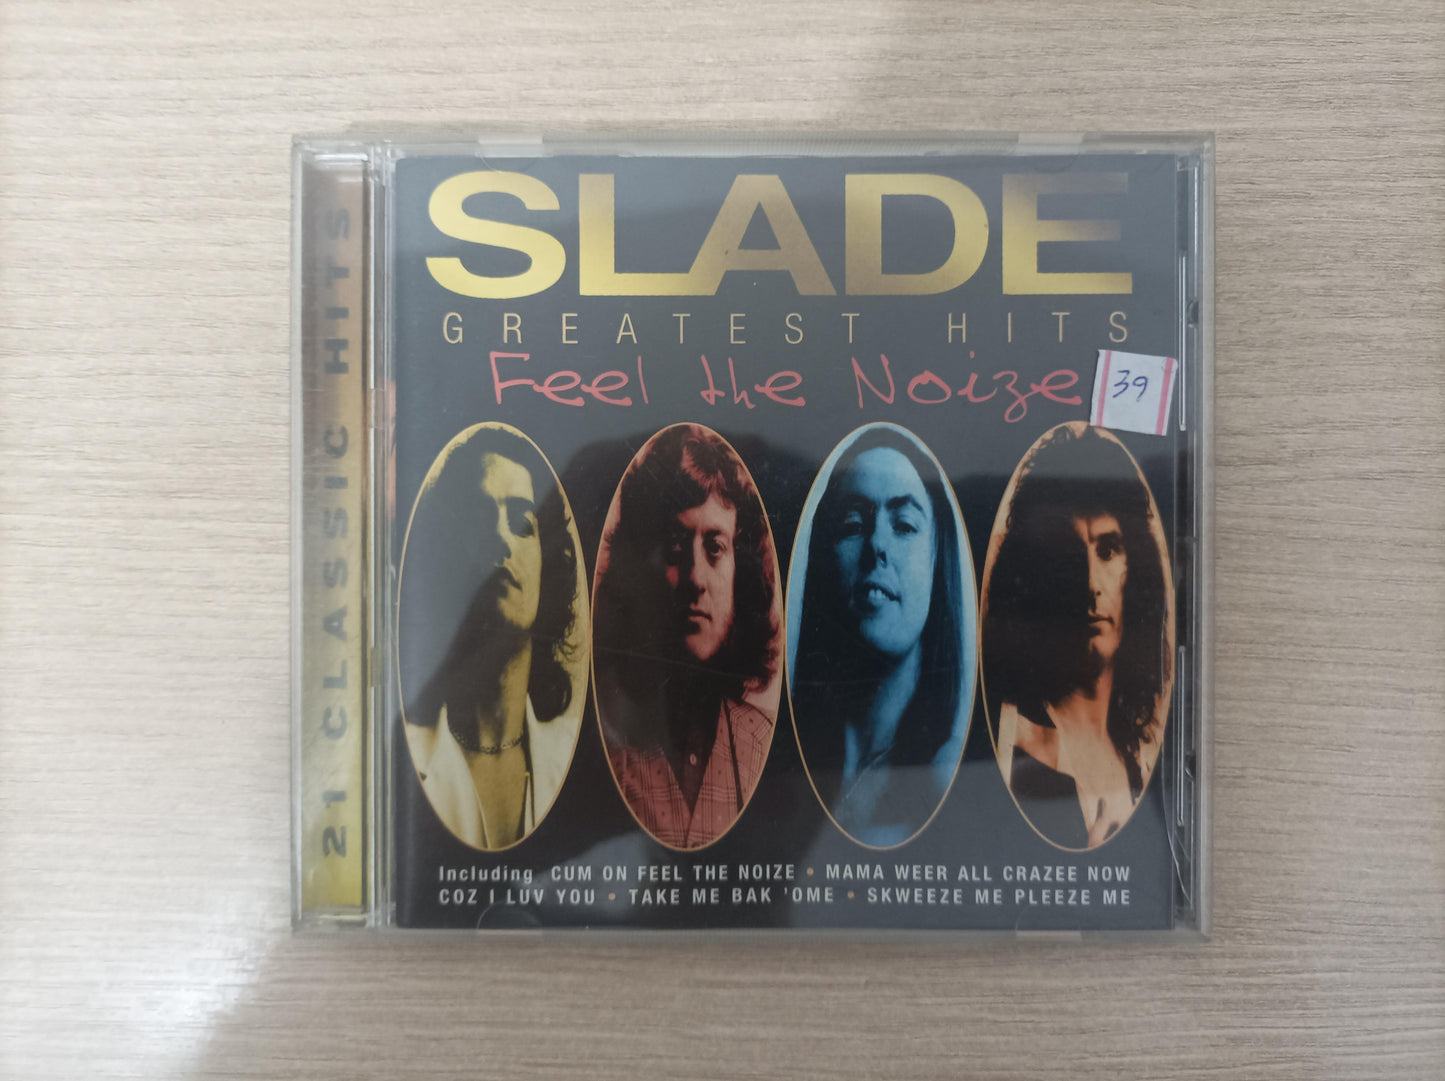 21 CLASSIC HITS
SLADE
GREATEST HITS
Feel the Noize
39
Including CUM ON FEEL THE NOIZE • MAMA WEER ALL CRAZEE NOW
COZ I LUV YOU • TAKE ME BAK 'OME • SKWEEZE ME PLEEZE ME